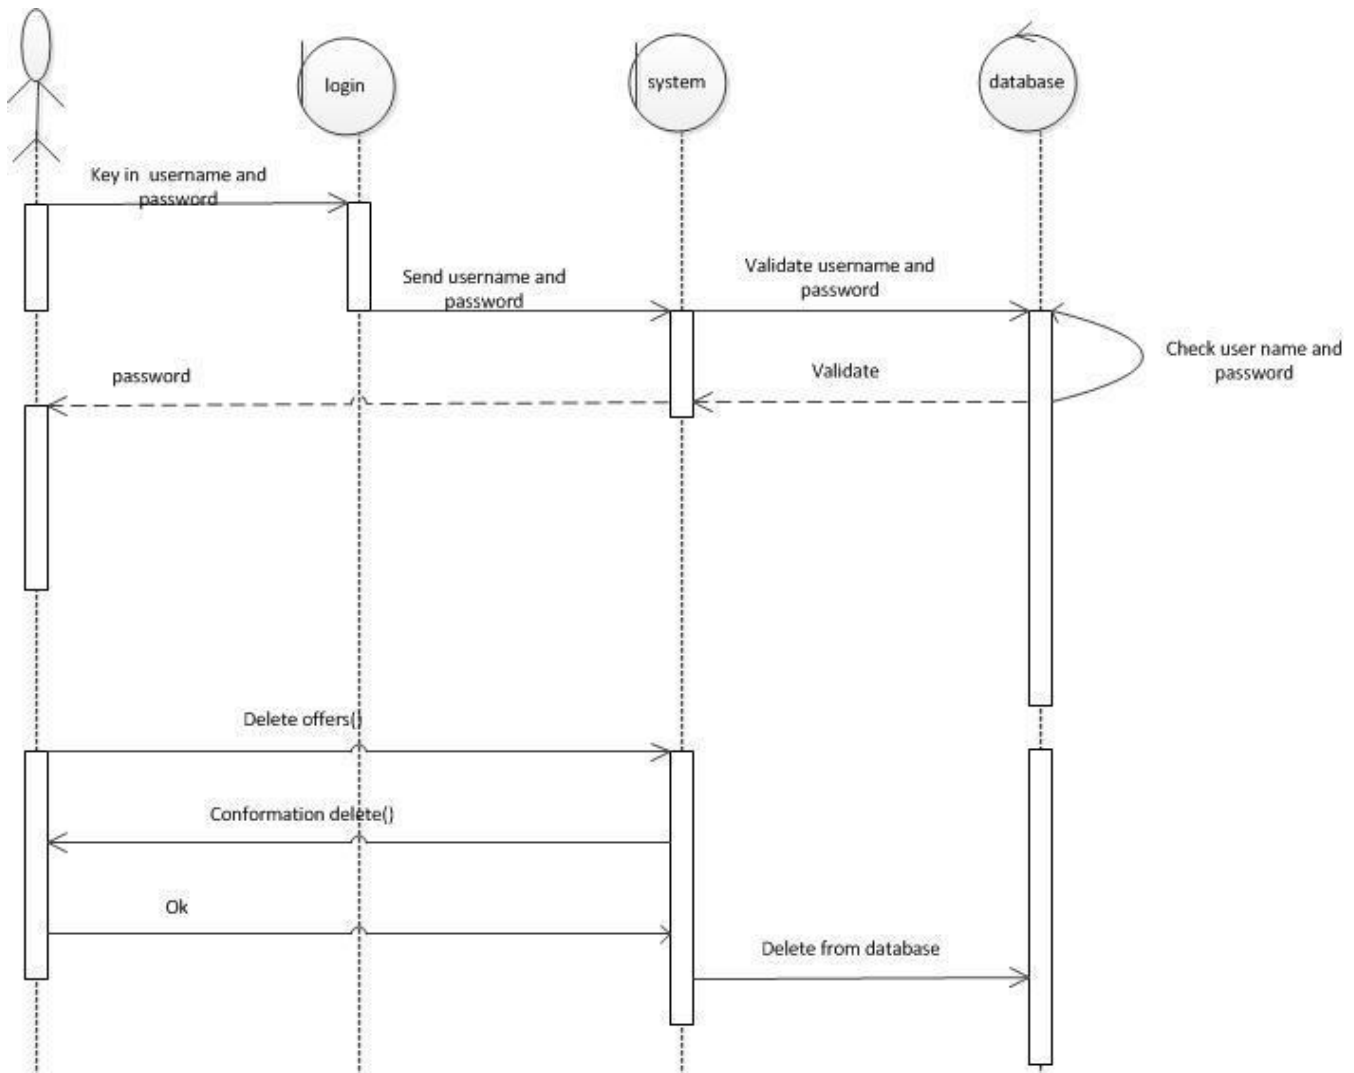 login
system
database
Key in username and
password
Send username and
password
Validate username and
password
Check user name and
password
password
Validate
Delete offers()
Conformation delete()
Ok
Delete from database